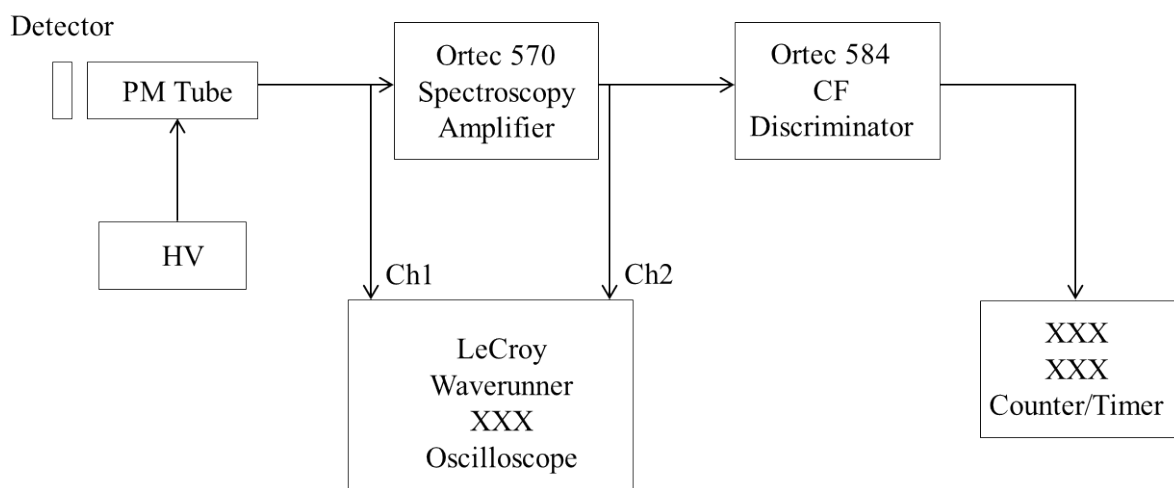 Detector
PM Tube
Ortec 570
Spectroscopy
Amplifier
Ortec 584
CF
Discriminator
HV
Ch1
Ch2
LeCroy
Waverunner
XXX
Oscilloscope
XXX
XXX
Counter/Timer